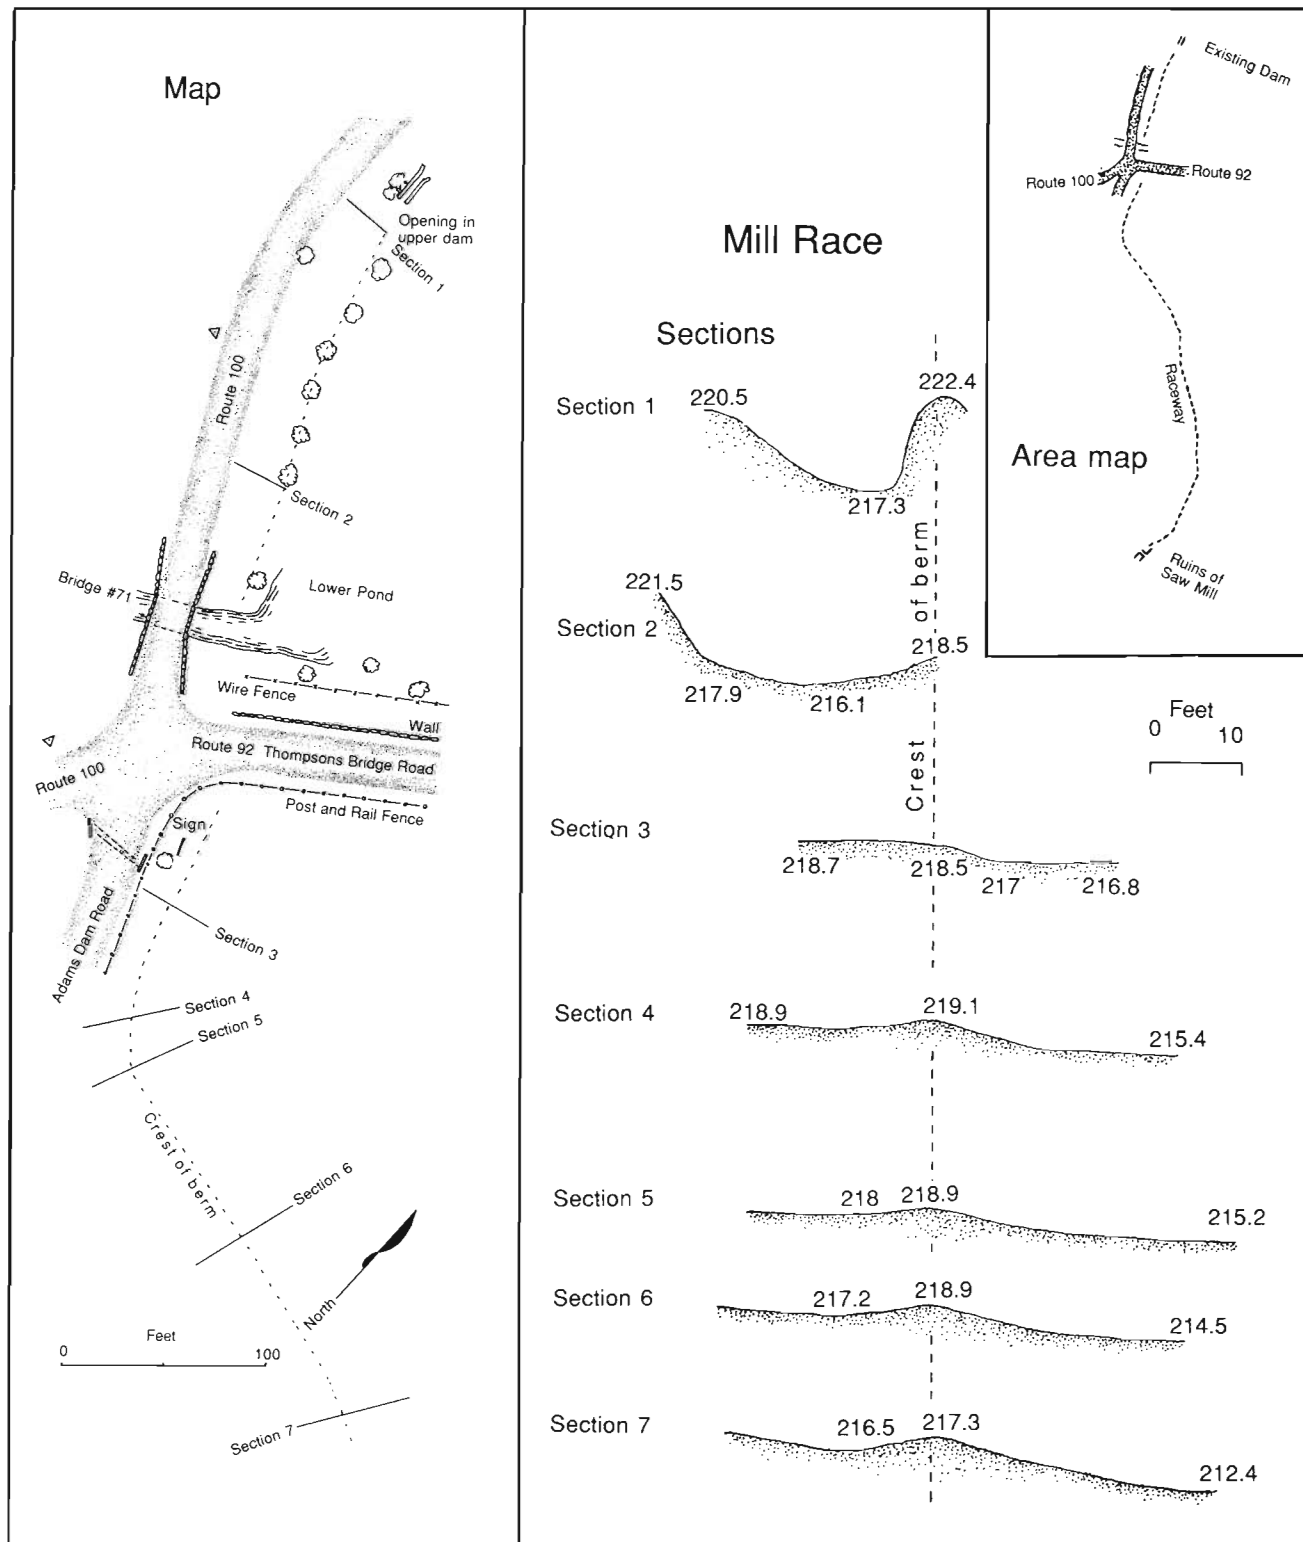 Map
Opening in
upper dam
Section 1
Route 100
Section 2
Bridge #71
Lower Pond
Wire Fence
Wall
Route 92 Thompsons Bridge Road
Route 100
Post and Rail Fence
Sign
Adams Dam Road
Section 3
Section 4
Section 5
Crest of berm
Section 6
North
Feet
0 100
Section 7
Mill Race
Sections
Section 1
220.5
222.4
217.3
Section 2
221.5
218.5
217.9
216.1
Crest of berm
Section 3
218.7
218.5
217
216.8
Section 4
218.9
219.1
215.4
Section 5
218
218.9
215.2
Section 6
217.2
218.9
214.5
Section 7
216.5
217.3
212.4
Feet
0 10
Existing Dam
Route 100
Route 92
Raceway
Area map
Ruins of
Saw Mill